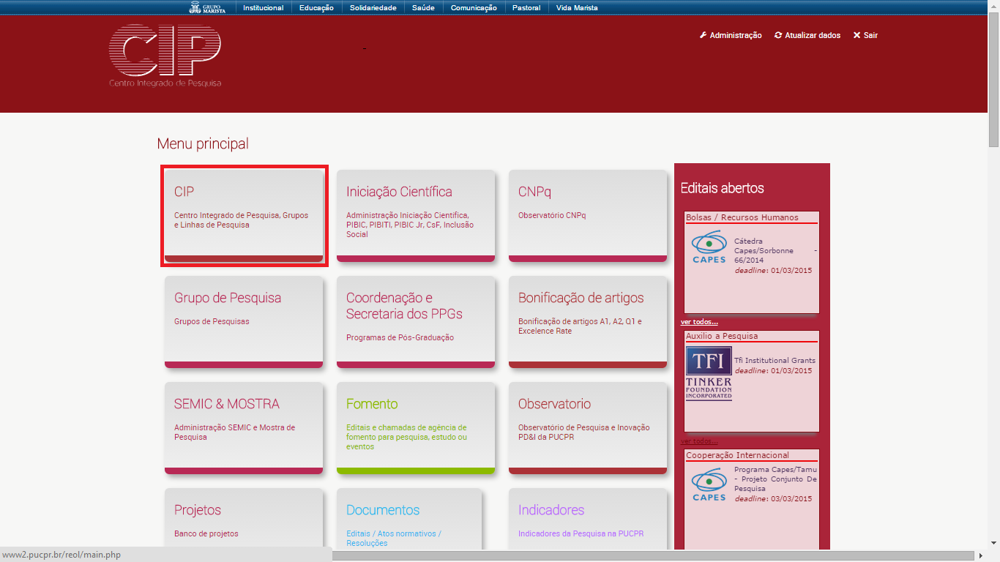 GRUPO
MARISTA
Institucional
Educação
Solidariedade
Saúde
Comunicação
Pastoral
Vida Marista
CIP
Centro Integrado de Pesquisa
Administração
Atualizar dados
Sair
Menu principal
CIP
Centro Integrado de Pesquisa, Grupos
e Linhas de Pesquisa
Iniciação Científica
Administração Iniciação Científica,
PIBIC, PIBITI, PIBIC Jr, CsF, Inclusão
Social
CNPq
Observatório CNPq
Grupo de Pesquisa
Grupos de Pesquisas
Coordenação e
Secretaria dos PPGs
Programas de Pós-Graduação
Bonificação de artigos
Bonificação de artigos A1, A2, Q1 e
Excelence Rate
SEMIC & MOSTRA
Administração SEMIC e Mostra de
Pesquisa
Fomento
Editais e chamadas de agência de
fomento para pesquisa, estudo ou
eventos
Observatorio
Observatório de Pesquisa e Inovação
PD&I da PUCPR
Projetos
Banco de projetos
Documentos
Editais / Atos normativos /
Resoluções
Indicadores
Indicadores da Pesquisa na PUCPR
Editais abertos
Bolsas / Recursos Humanos
CAPES
Cátedra
Capes/Sorbonne -
66/2014
deadline: 01/03/2015
ver todos...
Auxilio a Pesquisa
TFI
TINKER
FOUNDATION
INCORPORATED
Tfi Institutional Grants
deadline: 01/03/2015
ver todos...
Cooperação Internacional
CAPES
Programa Capes/Tamu
- Projeto Conjunto De
Pesquisa
deadline: 03/03/2015
www2.pucpr.br/reol/main.php